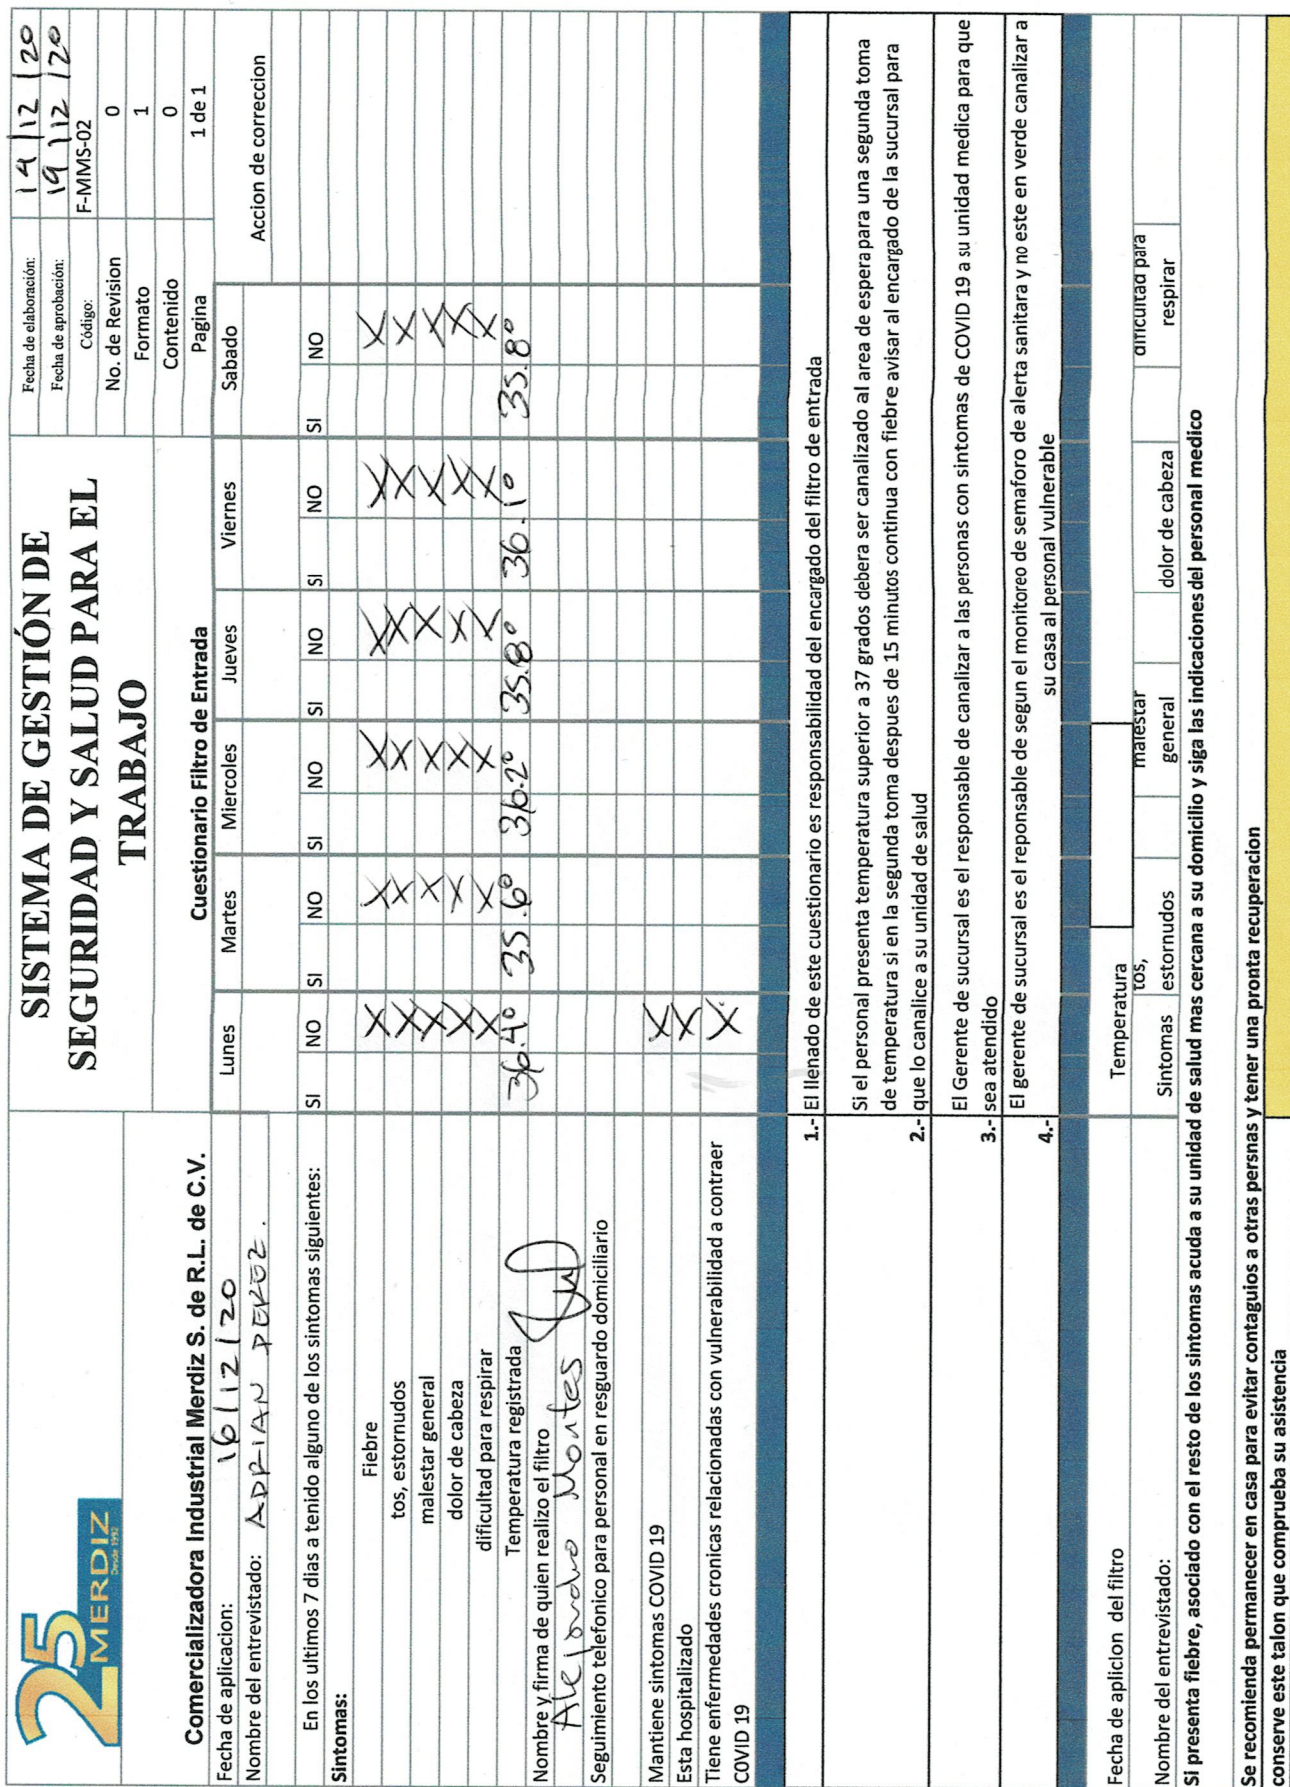 25
MERDIZ
Desde 1992
SISTEMA DE GESTIÓN DE
SEGURIDAD Y SALUD PARA EL
TRABAJO
Fecha de elaboración: 14/12/20
Fecha de aprobación: 19/12/20
Código: F-MMS-02
No. de Revision 0
Formato 1
Contenido 0
Pagina 1 de 1
Comercializadora Industrial Merdiz S. de R.L. de C.V.
Cuestionario Filtro de Entrada
Fecha de aplicacion: 16/12/20
Nombre del entrevistado: ADRIAN PEREZ.
Lunes Martes Miercoles Jueves Viernes Sabado Accion de correccion
En los ultimos 7 dias a tenido alguno de los sintomas siguientes:
SI NO SI NO SI NO SI NO SI NO SI NO
Sintomas:
Fiebre X X X X X X
tos, estornudos X X X X X X
malestar general X X X X X X
dolor de cabeza X X X X X X
dificultad para respirar X X X X X X
Temperatura registrada 36.4° 35.6° 36.2° 35.8° 36.1° 35.8°
Nombre y firma de quien realizo el filtro
Alejandro Montes
Seguimiento telefonico para personal en resguardo domiciliario
Mantiene sintomas COVID 19 X
Esta hospitalizado X
Tiene enfermedades cronicas relacionadas con vulnerabilidad a contraer X
COVID 19
1.- El llenado de este cuestionario es responsabilidad del encargado del filtro de entrada
Si el personal presenta temperatura superior a 37 grados debera ser canalizado al area de espera para una segunda toma
de temperatura si en la segunda toma despues de 15 minutos continua con fiebre avisar al encargado de la sucursal para
2.- que lo canalice a su unidad de salud
El Gerente de sucursal es el responsable de canalizar a las personas con sintomas de COVID 19 a su unidad medica para que
3.- sea atendido
El gerente de sucursal es el reponsable de segun el monitoreo de semaforo de alerta sanitara y no este en verde canalizar a
4.- su casa al personal vulnerable
Fecha de aplicion del filtro Temperatura
Nombre del entrevistado: Sintomas tos, estornudos malestar general dolor de cabeza dificultad para respirar
Si presenta fiebre, asociado con el resto de los sintomas acuda a su unidad de salud mas cercana a su domicilio y siga las indicaciones del personal medico
Se recomienda permanecer en casa para evitar contaguios a otras persnas y tener una pronta recuperacion
conserve este talon que comprueba su asistencia